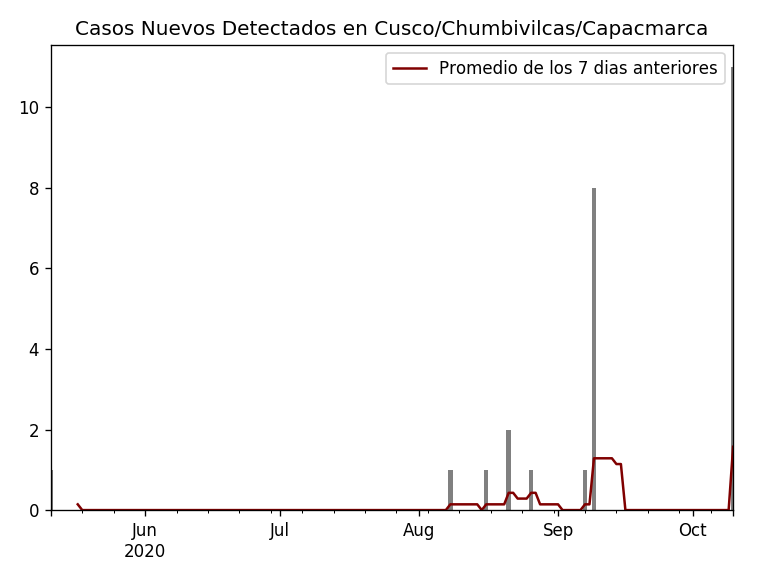 Casos Nuevos Detectados en Cusco/Chumbivilcas/Capacmarca
Promedio de los 7 dias anteriores
10
8
6
4
2
0
Jun
2020
Jul
Aug
Sep
Oct